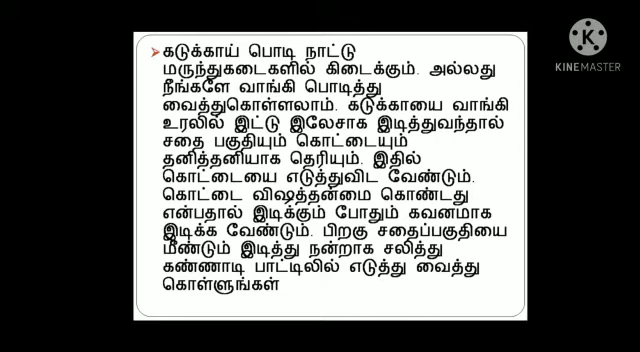 கடுக்காய் பொடி நாட்டு
மருந்துகடைகளில் கிடைக்கும். அல்லது
நீங்களே வாங்கி பொடித்து
வைத்துகொள்ளலாம். கடுக்காயை வாங்கி
உரலில் இட்டு இலேசாக இடித்துவந்தால்
சதை பகுதியும் கொட்டையும்
தனித்தனியாக தெரியும். இதில்
கொட்டையை எடுத்துவிட வேண்டும்.
கொட்டை விஷத்தன்மை கொண்டது
என்பதால் இடிக்கும் போதும் கவனமாக
இடிக்க வேண்டும். பிறகு சதைப்பகுதியை
மீண்டும் இடித்து நன்றாக சலித்து
கண்ணாடி பாட்டிலில் எடுத்து வைத்து
கொள்ளுங்கள்
K
KINEMASTER